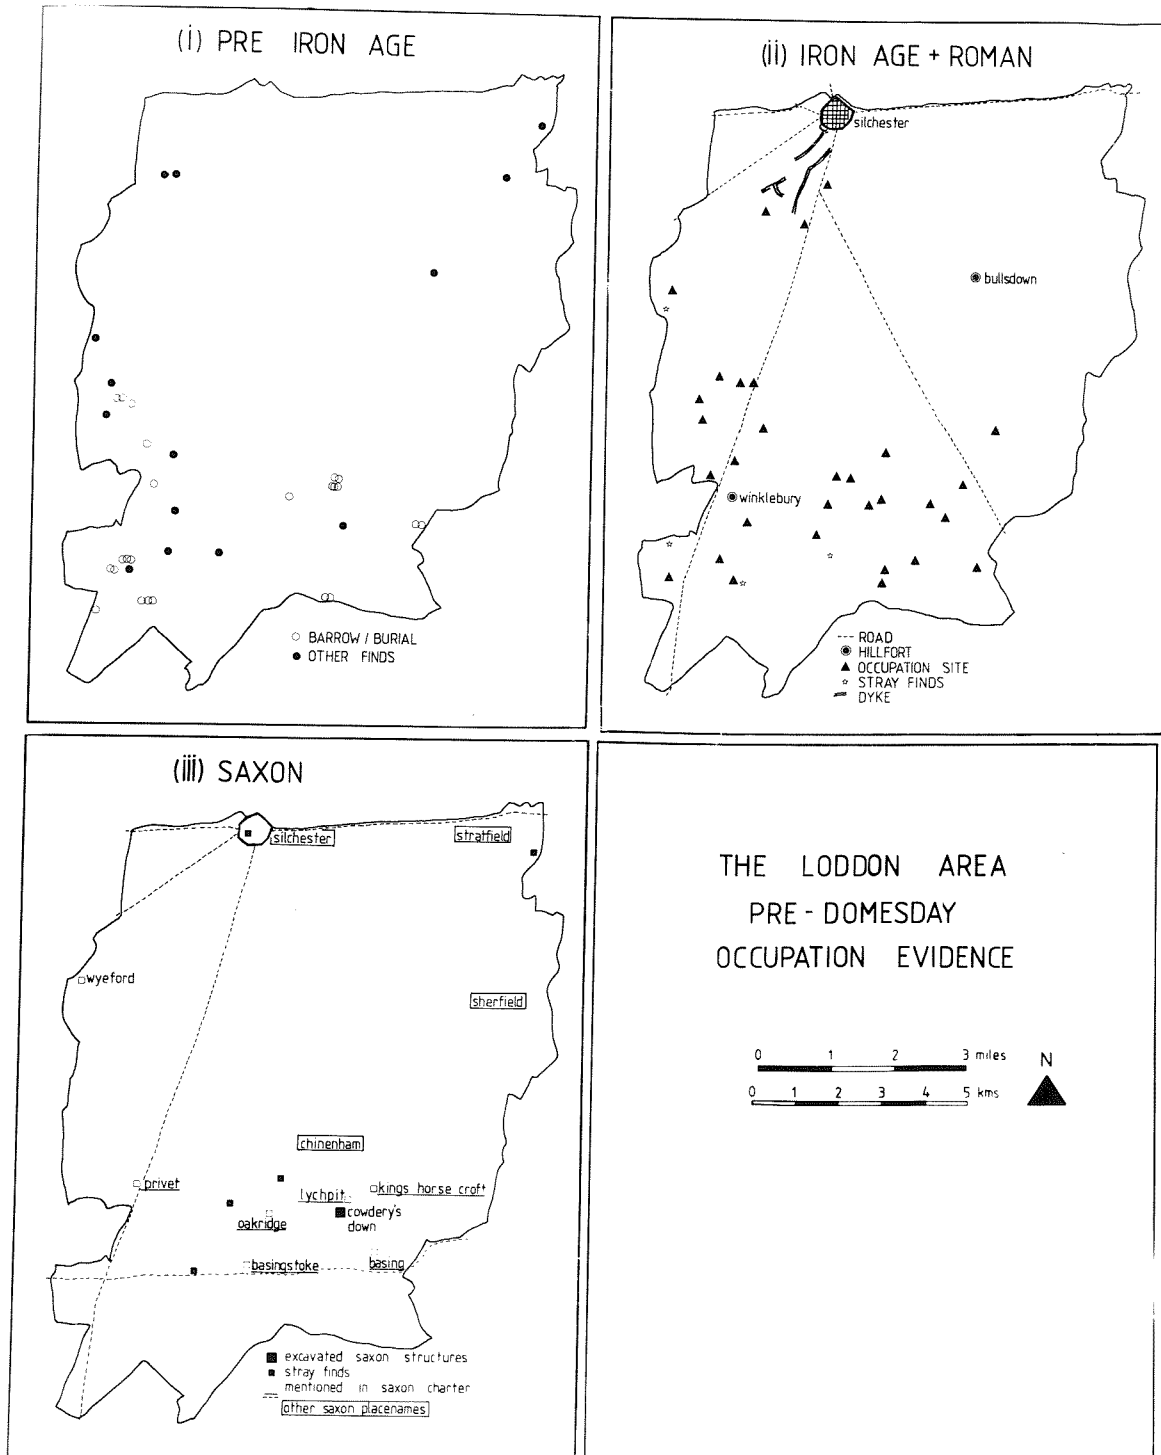 (i) PRE IRON AGE
○ BARROW / BURIAL
● OTHER FINDS
(ii) IRON AGE + ROMAN
silchester
bullsdown
winklebury
ROAD
HILLFORT
OCCUPATION SITE
STRAY FINDS
DYKE
(iii) SAXON
silchester
stratfield
wyeford
sherfield
chinenham
privet
lychpit
kings horse croft
oakridge
cowdery's
down
basingstoke
basing
excavated saxon structures
stray finds
mentioned in saxon charter
other saxon placenames
THE LODDON AREA
PRE - DOMESDAY
OCCUPATION EVIDENCE
0 1 2 3 miles
0 1 2 3 4 5 kms
N